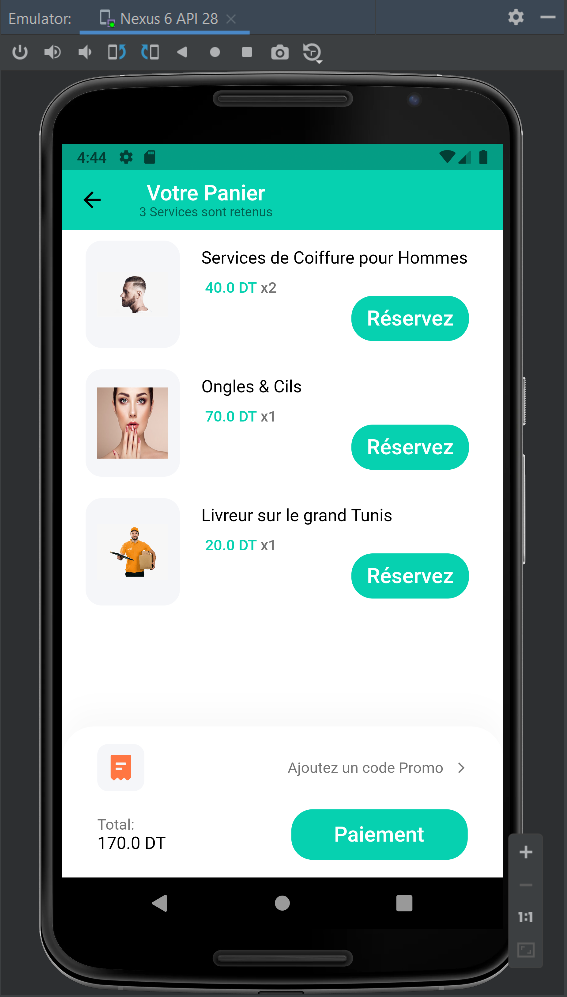 Emulator: Nexus 6 API 28
4:44
Votre Panier
3 Services sont retenus
Services de Coiffure pour Hommes
40.0 DT x2
Réservez
Ongles & Cils
70.0 DT x1
Réservez
Livreur sur le grand Tunis
20.0 DT x1
Réservez
Ajoutez un code Promo
Total:
170.0 DT
Paiement
1:1